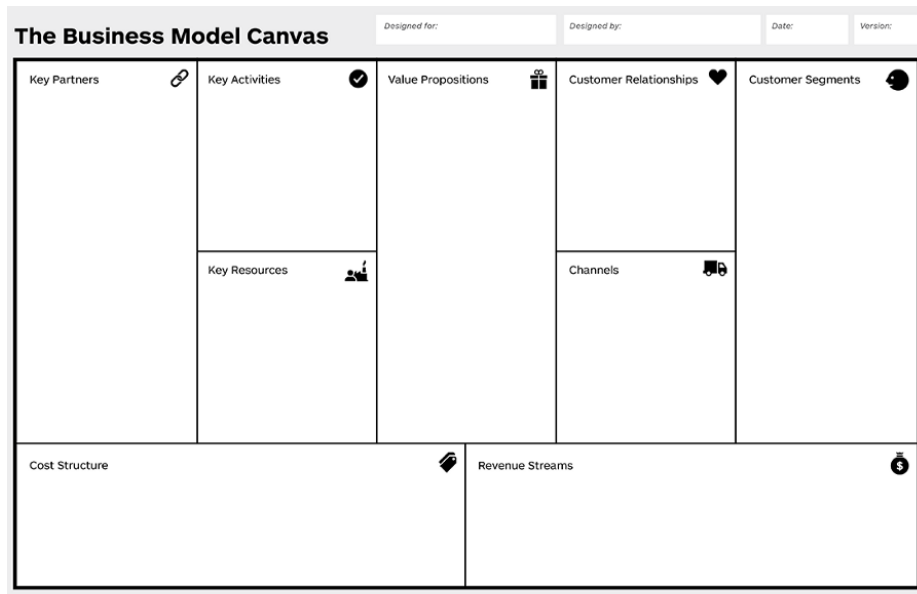 The Business Model Canvas
Designed for:
Designed by:
Date:
Version:
Key Partners
Key Activities
Value Propositions
Customer Relationships
Customer Segments
Key Resources
Channels
Cost Structure
Revenue Streams
$